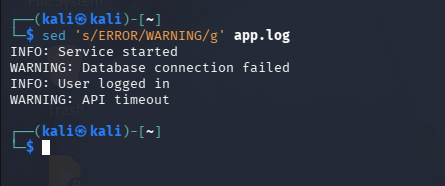 ┌──(kali㉿kali)-[~]
└─$ sed 's/ERROR/WARNING/g' app.log
INFO: Service started
WARNING: Database connection failed
INFO: User logged in
WARNING: API timeout
┌──(kali㉿kali)-[~]
└─$